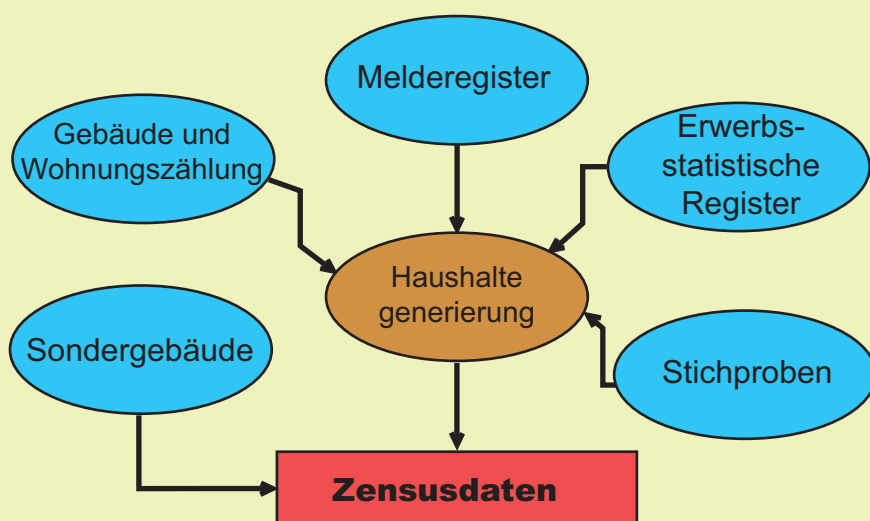 Melderegister
Gebäude und
Wohnungszählung
Erwerbs-
statistische
Register
Haushalte
generierung
Sondergebäude
Stichproben
Zensusdaten